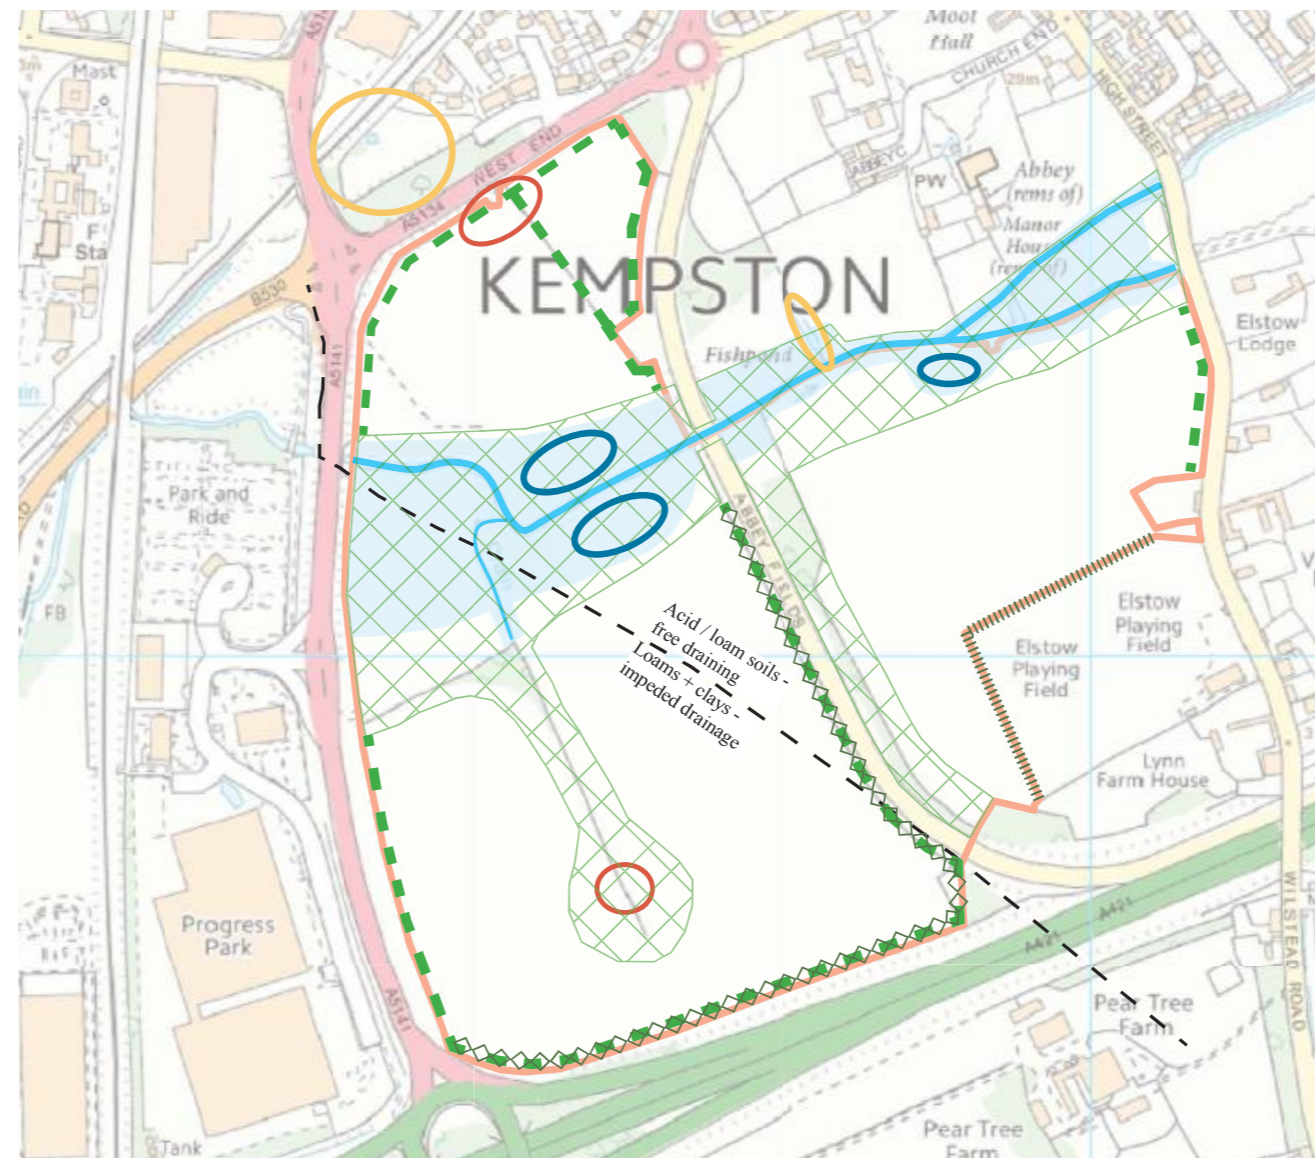 Moot
Hall
CHURCH END
29m
HIGH STREET
Mast
WEST END
A5134
F
Sta
PW
Abbey
(rems of)
Manor
KEMPSTON
B530
A5141
Fishpond
Elstow
Lodge
Park and
Ride
ABBEY FIELDS
FB
Acid / loam soils -
free draining
Loams + clays -
impeded drainage
Elstow
Playing
Field
Elstow
Playing
Field
Lynn
Farm House
Progress
Park
WILSTEAD ROAD
A421
A421
A5141
Pear Tree
Farm
Pear Tree
Farm
Tank